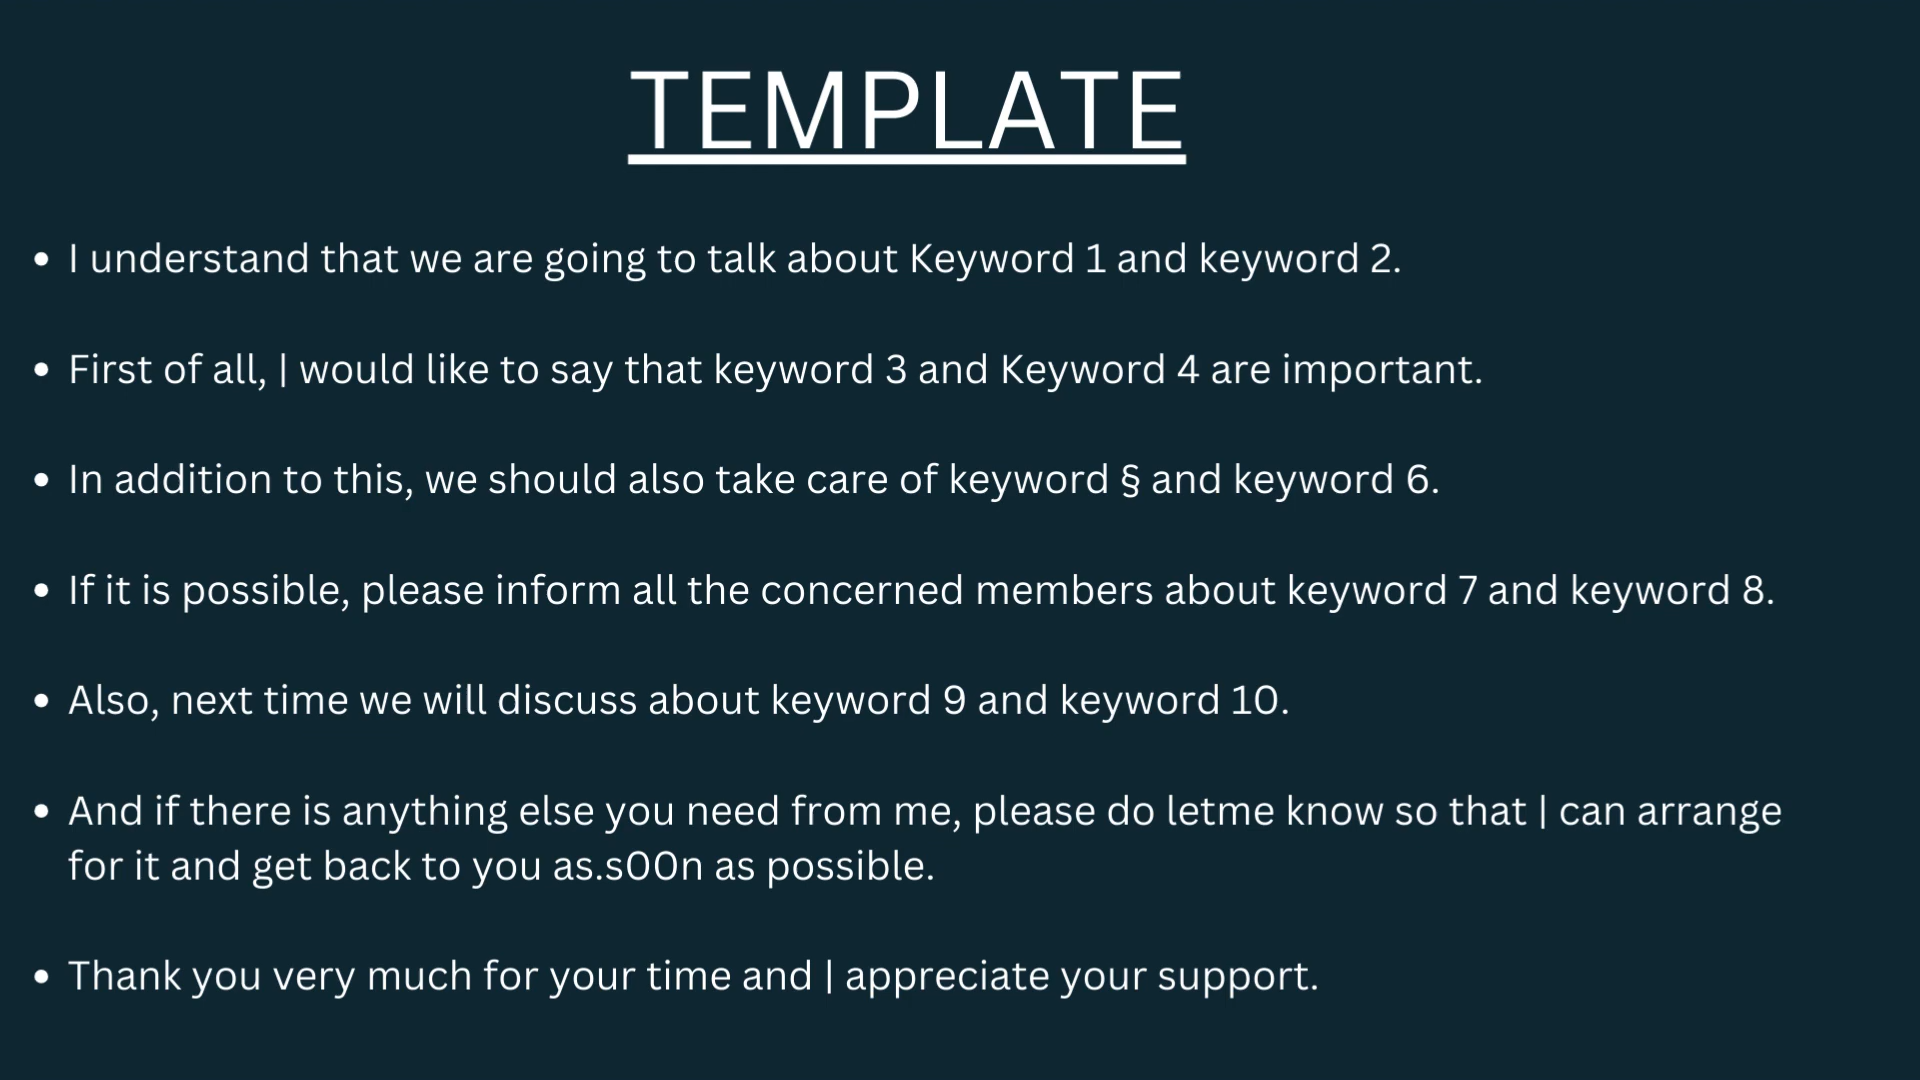 TEMPLATE
• I understand that we are going to talk about Keyword 1 and keyword 2.
• First of all, | would like to say that keyword 3 and Keyword 4 are important.
• In addition to this, we should also take care of keyword § and keyword 6.
• If it is possible, please inform all the concerned members about keyword 7 and keyword 8.
• Also, next time we will discuss about keyword 9 and keyword 10.
• And if there is anything else you need from me, please do letme know so that | can arrange
for it and get back to you as.s00n as possible.
• Thank you very much for your time and | appreciate your support.